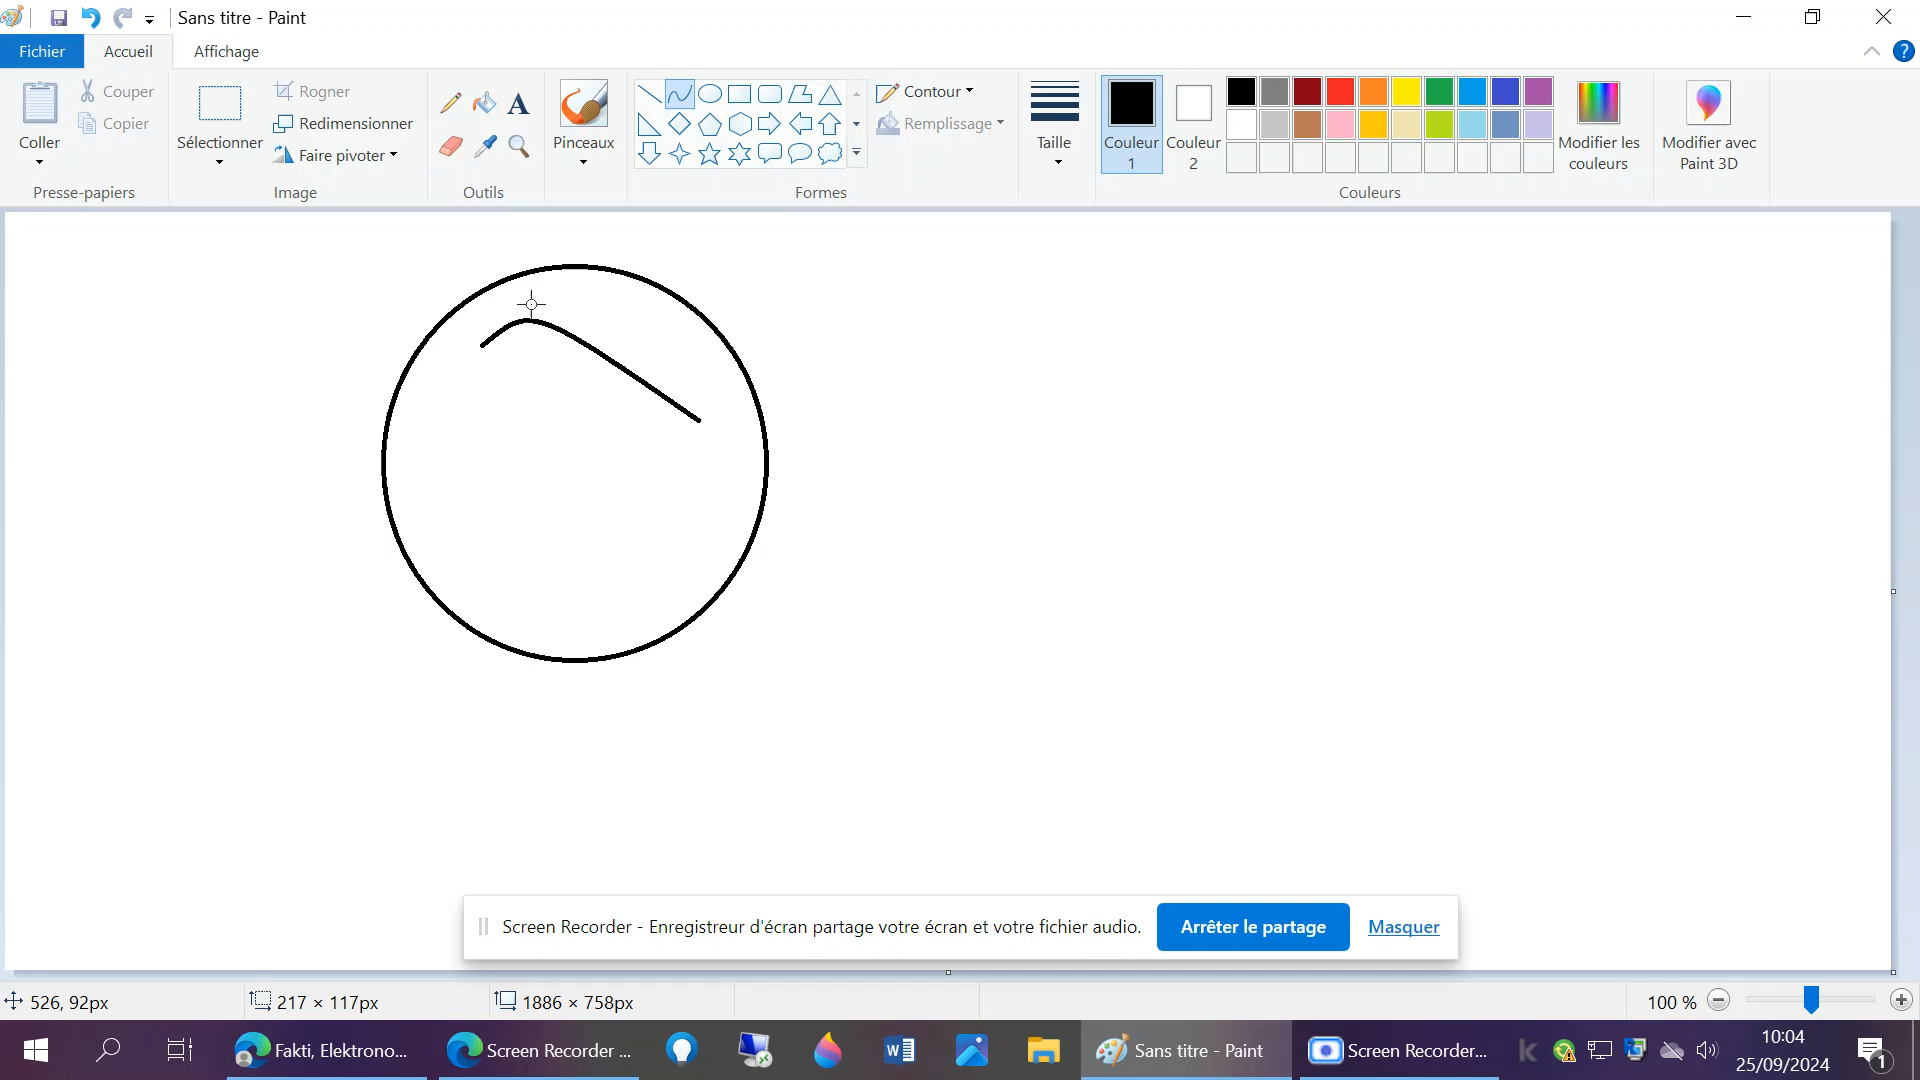 Sans titre - Paint
Fichier Accueil Affichage
Coller
Couper
Copier
Presse-papiers
Sélectionner
Rogner
Redimensionner
Faire pivoter
Image
A
Outils
Pinceaux
Formes
Contour
Remplissage
Taille
Couleur
1
Couleur
2
Couleurs
Modifier les
couleurs
Modifier avec
Paint 3D
?
Screen Recorder - Enregistreur d'écran partage votre écran et votre fichier audio.
Arrêter le partage
Masquer
526, 92px
217 × 117px
1886 × 758px
100 %
Fakti, Elektrono...
Screen Recorder ...
W
Sans titre - Paint
Screen Recorder...
K
10:04
25/09/2024
1